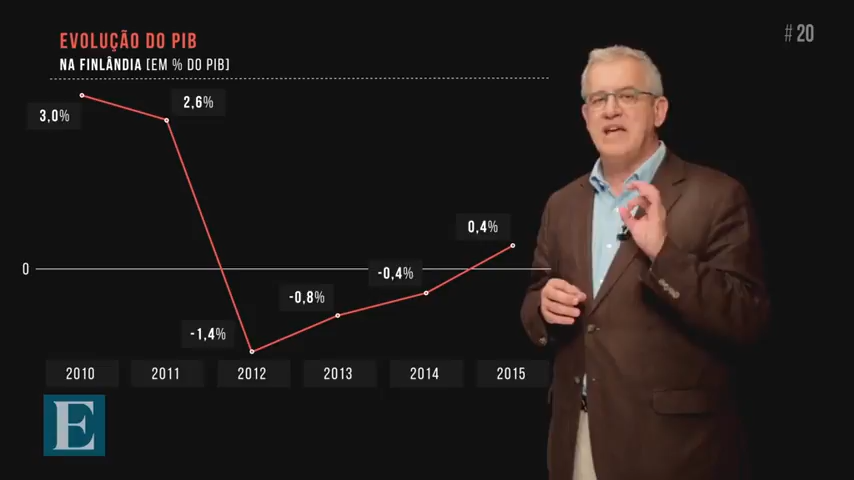 EVOLUÇÃO DO PIB
NA FINLÂNDIA [EM % DO PIB]
# 20
3,0%
2,6%
0,4%
0
-0,4%
-0,8%
-1,4%
2010 2011 2012 2013 2014 2015
E